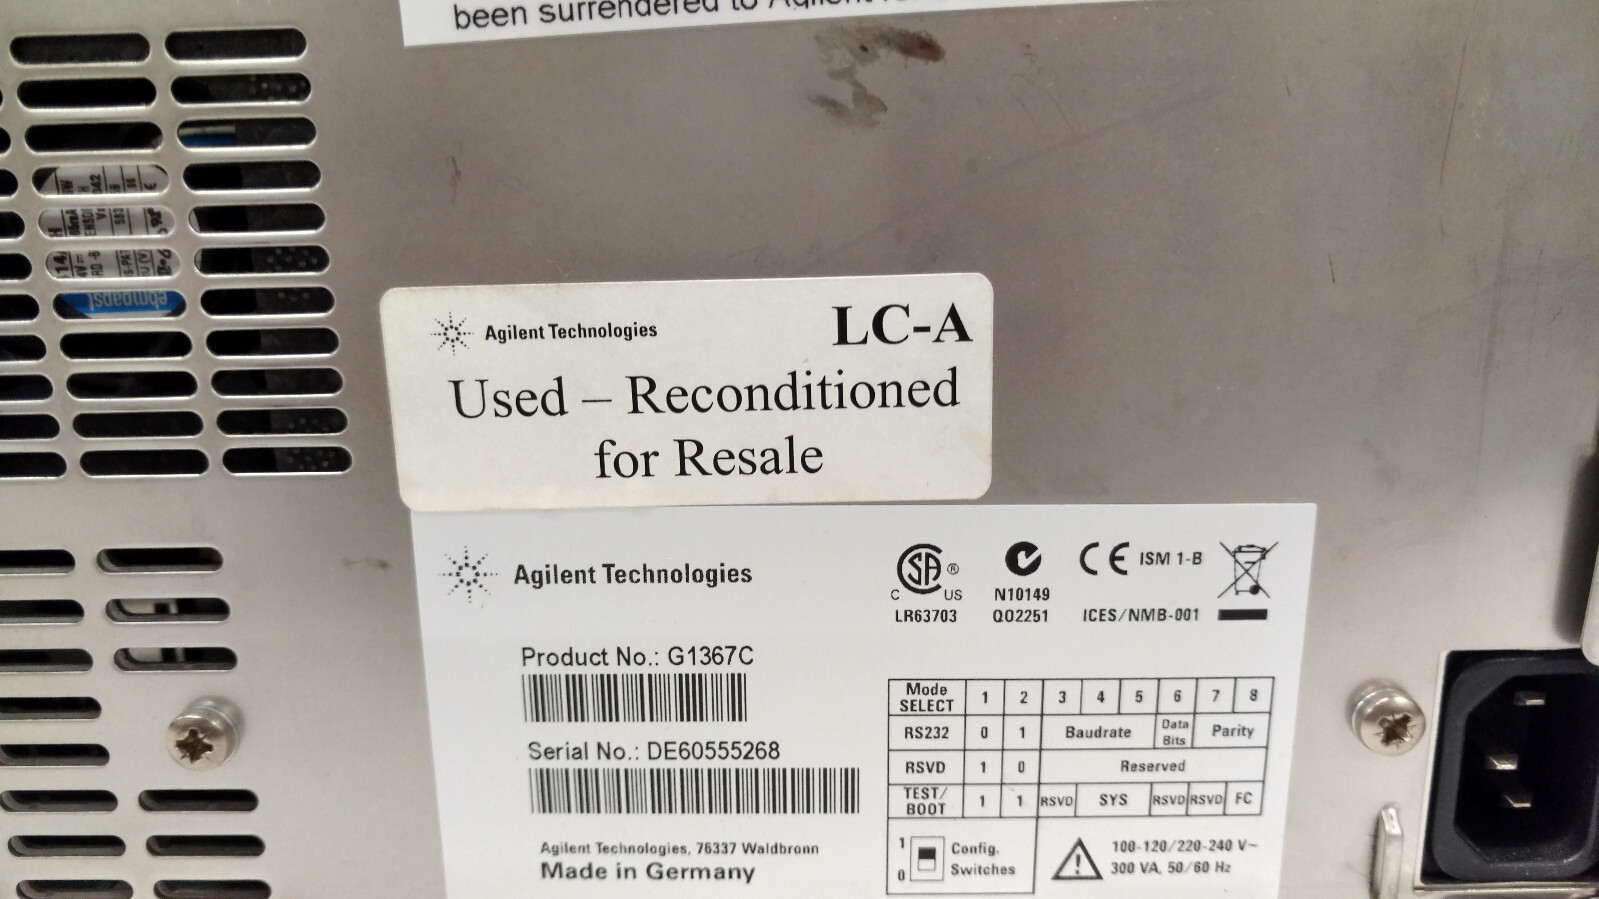 been surrendered to Agilent
Agilent Technologies
LC-A
Used – Reconditioned
for Resale
Agilent Technologies
SA ® C US
LR63703
N10149
Q02251
CE ISM 1-B
ICES/NMB-001
Product No.: G1367C
Serial No.: DE60555268
Agilent Technologies, 76337 Waldbronn
Made in Germany
Mode SELECT 1 2 3 4 5 6 7 8
RS232 0 1 Baudrate Data Bits Parity
RSVD 1 0 Reserved
TEST/ BOOT 1 1 RSVD SYS RSVD RSVD FC
1
0
Config.
Switches
100-120/220-240 V~
300 VA, 50/60 Hz
ebmpapst